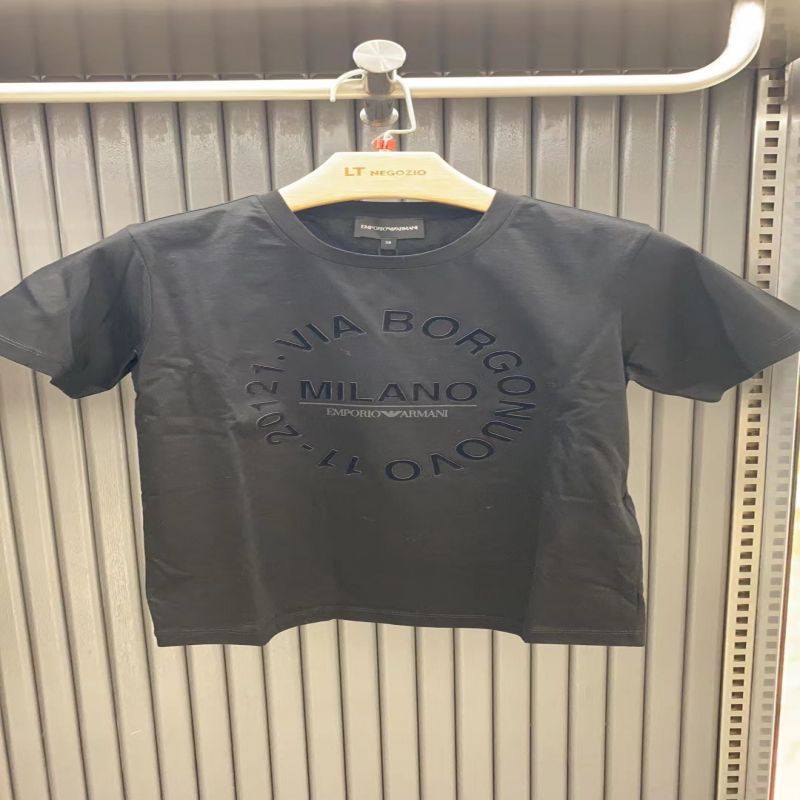 LT NEGOZIO
EMPORIO ARMANI
VIA BORGONUOVO 11 - 20121 ·
MILANO
EMPORIO ARMANI